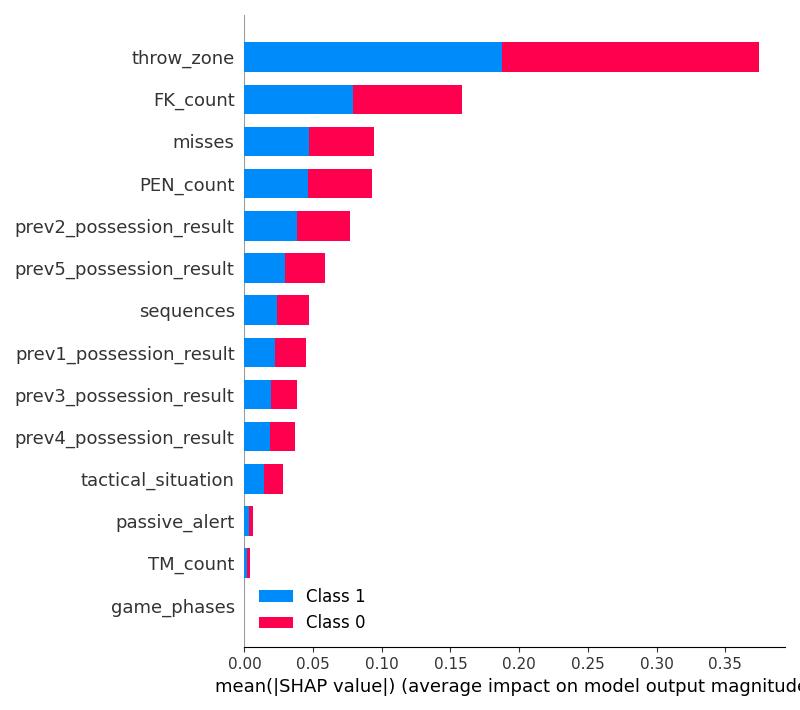 throw_zone
FK_count
misses
PEN_count
prev2_possession_result
prev5_possession_result
sequences
prev1_possession_result
prev3_possession_result
prev4_possession_result
tactical_situation
passive_alert
TM_count
game_phases
Class 1
Class 0
0.00 0.05 0.10 0.15 0.20 0.25 0.30 0.35
mean(|SHAP value|) (average impact on model output magnitude